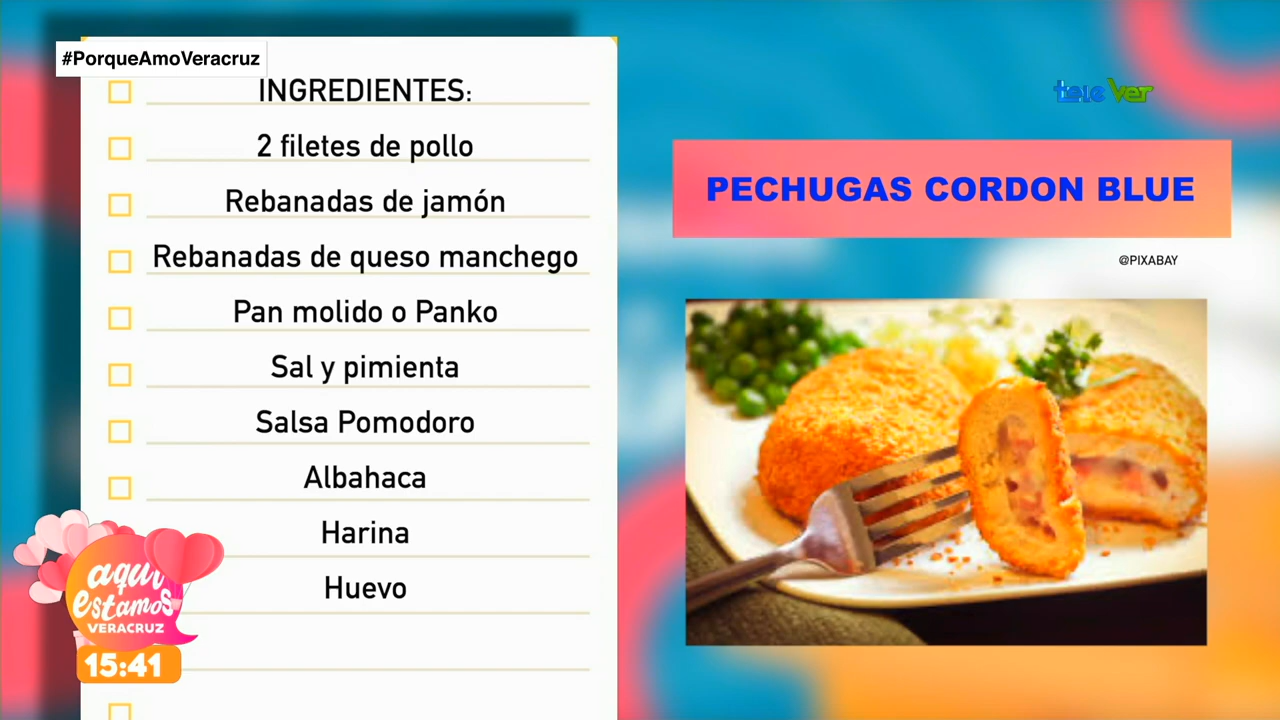 #PorqueAmoVeracruz
INGREDIENTES:
2 filetes de pollo
Rebanadas de jamón
Rebanadas de queso manchego
Pan molido o Panko
Sal y pimienta
Salsa Pomodoro
Albahaca
Harina
Huevo
aquí
estamos
VERACRUZ
15:41
teleVer
PECHUGAS CORDON BLUE
@PIXABAY